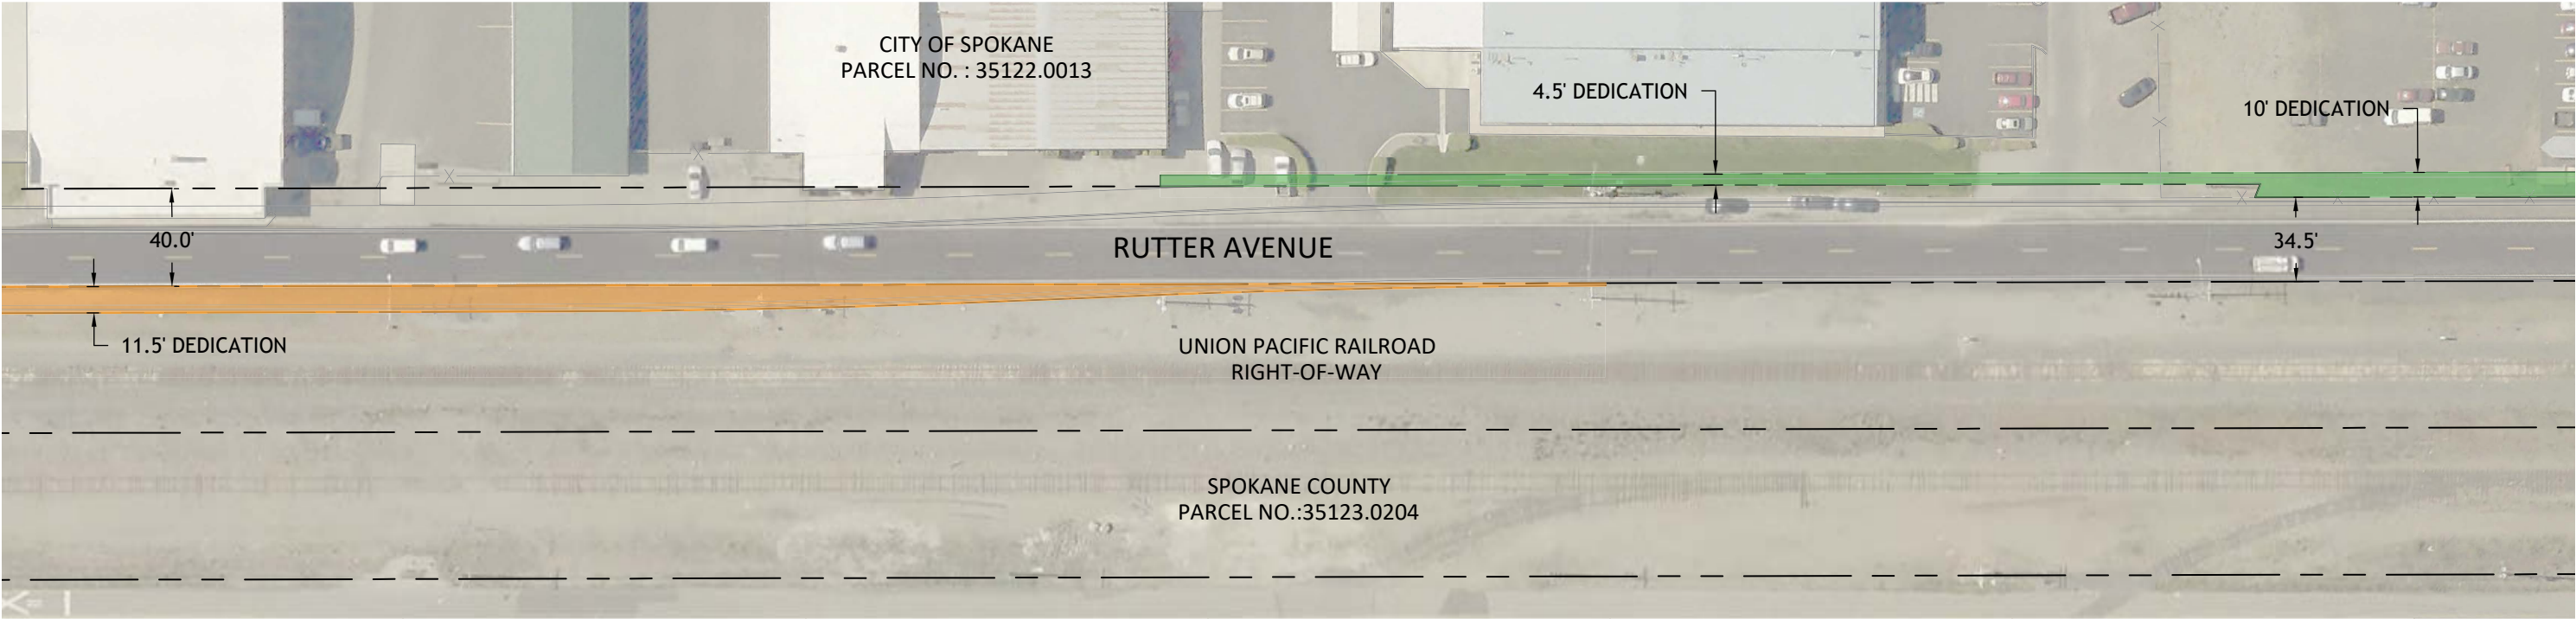 CITY OF SPOKANE
PARCEL NO. : 35122.0013
4.5' DEDICATION
10' DEDICATION
40.0'
RUTTER AVENUE
34.5'
11.5' DEDICATION
UNION PACIFIC RAILROAD
RIGHT-OF-WAY
SPOKANE COUNTY
PARCEL NO.:35123.0204